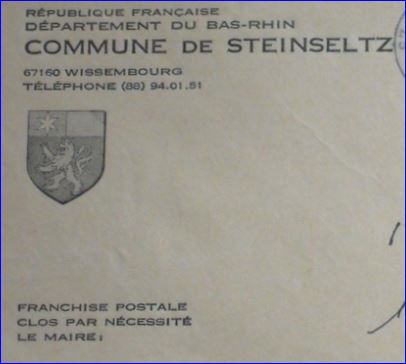 RÉPUBLIQUE FRANÇAISE
DÉPARTEMENT DU BAS-RHIN
COMMUNE DE STEINSELTZ
67160 WISSEMBOURG
TÉLÉPHONE (88) 94.01.51
FRANCHISE POSTALE
CLOS PAR NÉCESSITÉ
LE MAIRE: